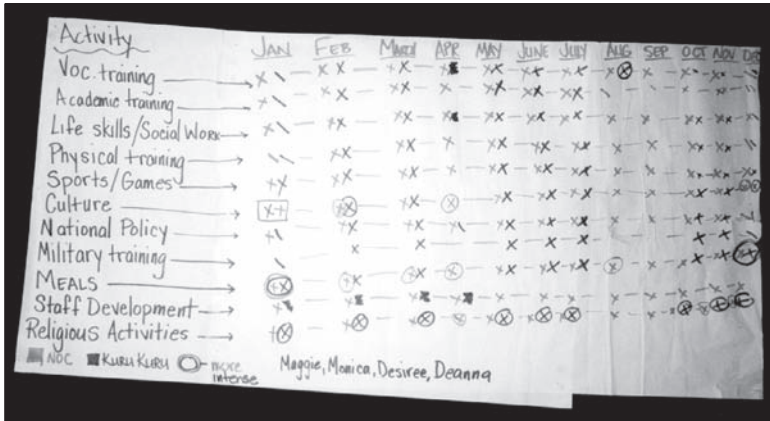 Activity
JAN FEB MARCH APR MAY JUNE JULY AUG SEP OCT NOV DEC
Voc. training
Academic training
Life skills/Social Work
Physical training
Sports/Games
Culture
National Policy
Military training
MEALS
Staff Development
Religious Activities
NDC KURU KURU more intense
Maggie, Monica, Desiree, Deanna